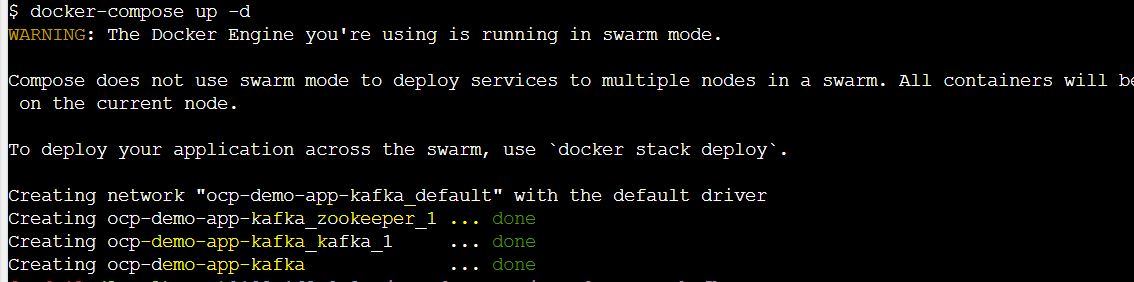 $ docker-compose up -d
WARNING: The Docker Engine you're using is running in swarm mode.
Compose does not use swarm mode to deploy services to multiple nodes in a swarm. All containers will be
on the current node.
To deploy your application across the swarm, use `docker stack deploy`.
Creating network "ocp-demo-app-kafka_default" with the default driver
Creating ocp-demo-app-kafka_zookeeper_1 ... done
Creating ocp-demo-app-kafka_kafka_1 ... done
Creating ocp-demo-app-kafka ... done